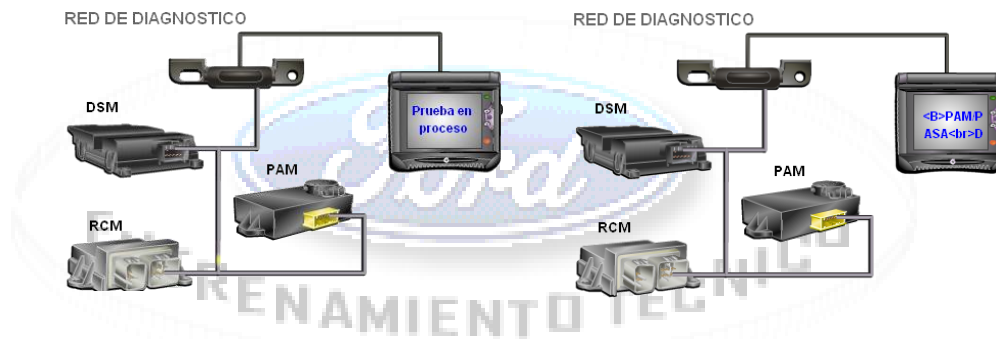 RED DE DIAGNOSTICO
DSM
Prueba en
proceso
PAM
RCM
RED DE DIAGNOSTICO
DSM
<B>PAM/P
ASA<br>D
PAM
RCM
Ford
ENTRENAMIENTO TECNICO